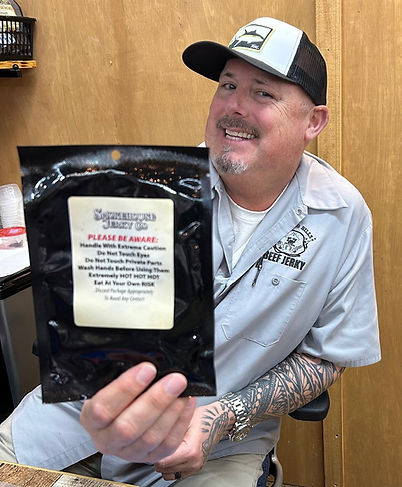 SMOKEHOUSE
JERKY CO
PLEASE BE AWARE:
Handle With Extreme Caution
Do Not Touch Eyes
Do Not Touch Private Parts
Wash Hands Before Using Them
Extremely HOT HOT HOT
Eat At Your Own RISK
Discard Package Appropriately
To Avoid Any Contact!
BEEF JERKY